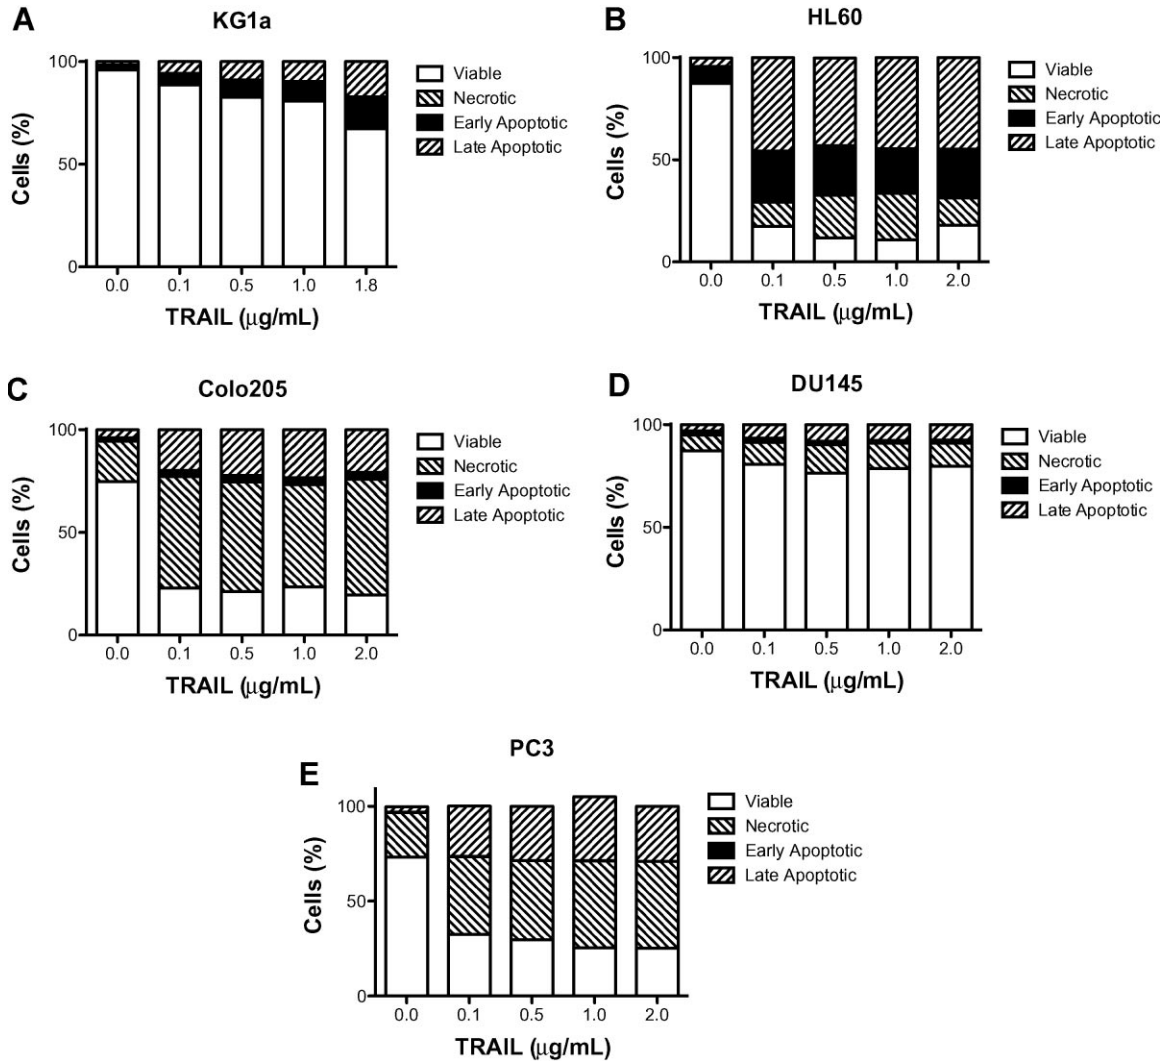 A
KG1a
Cells (%)
100
50
0
0.0 0.1 0.5 1.0 1.8
TRAIL (μg/mL)
Viable
Necrotic
Early Apoptotic
Late Apoptotic
B
HL60
Cells (%)
100
50
0
0.0 0.1 0.5 1.0 2.0
TRAIL (μg/mL)
Viable
Necrotic
Early Apoptotic
Late Apoptotic
C
Colo205
Cells (%)
100
50
0
0.0 0.1 0.5 1.0 2.0
TRAIL (μg/mL)
Viable
Necrotic
Early Apoptotic
Late Apoptotic
D
DU145
Cells (%)
100
50
0
0.0 0.1 0.5 1.0 2.0
TRAIL (μg/mL)
Viable
Necrotic
Early Apoptotic
Late Apoptotic
E
PC3
Cells (%)
100
50
0
0.0 0.1 0.5 1.0 2.0
TRAIL (μg/mL)
Viable
Necrotic
Early Apoptotic
Late Apoptotic